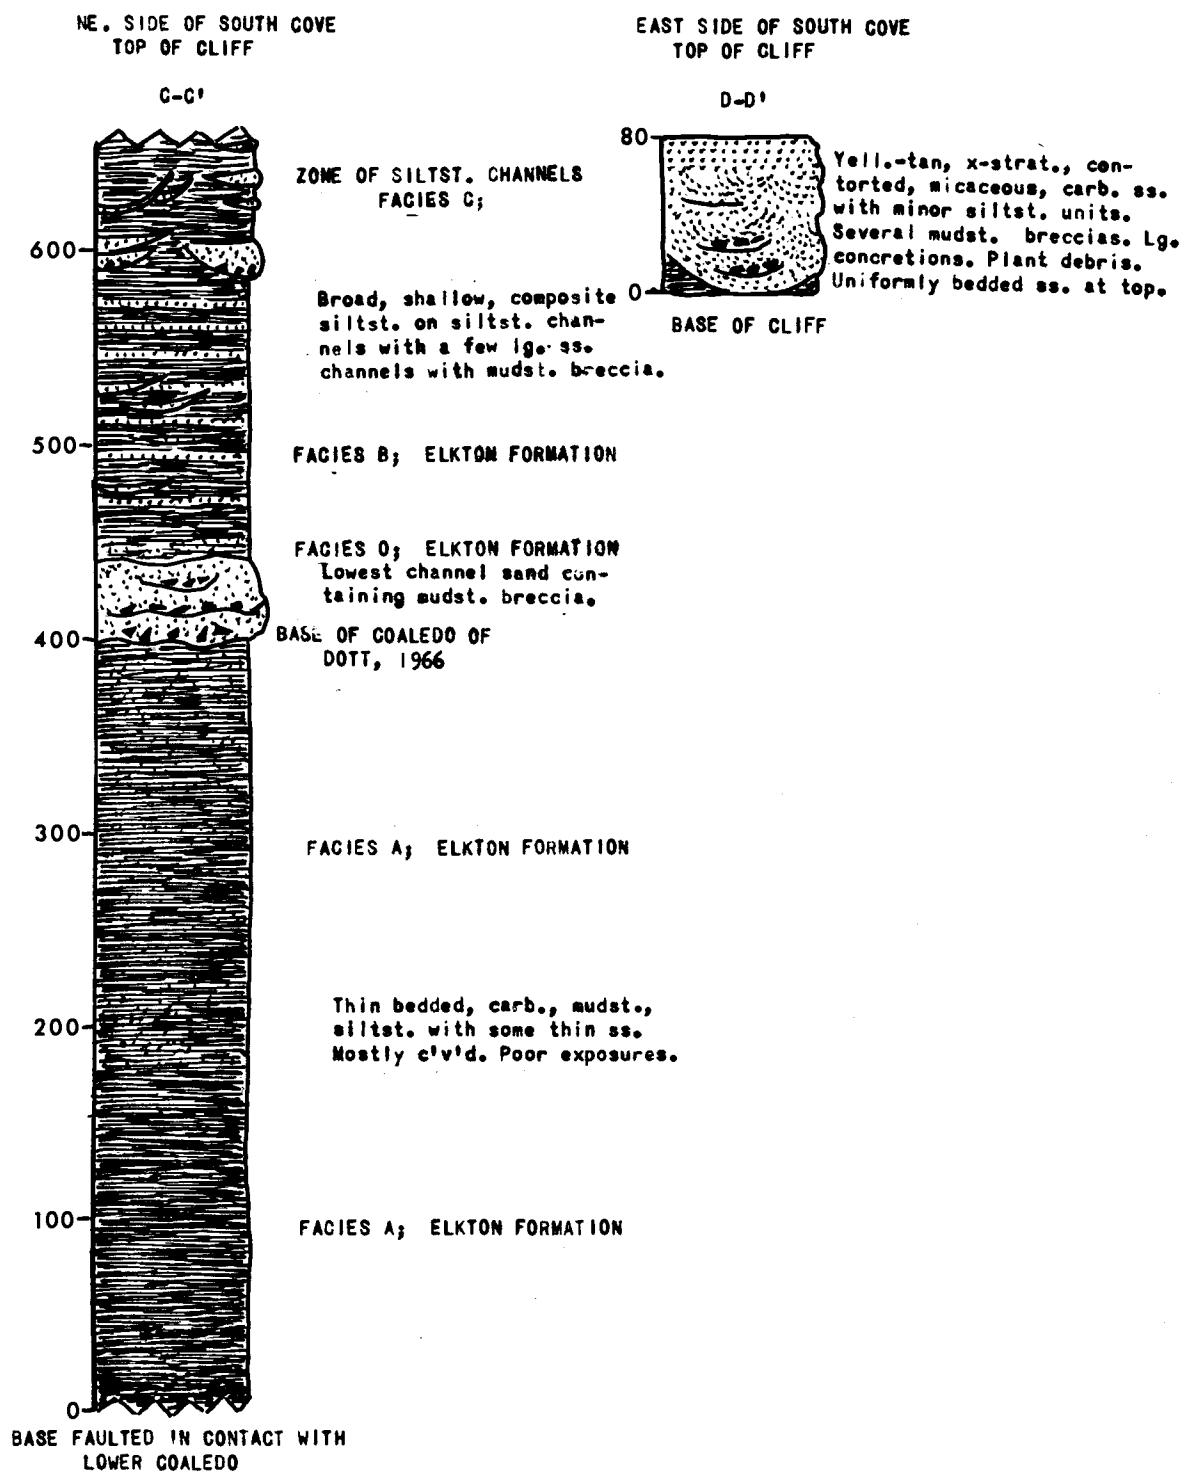 NE. SIDE OF SOUTH COVE
TOP OF CLIFF
C-C'
600
500
400
300
200
100
0
ZONE OF SILTST. CHANNELS
FACIES C;
Broad, shallow, composite
siltst. on siltst. chan-
nels with a few lg. ss.
channels with mudst. breccia.
FACIES B; ELKTON FORMATION
FACIES D; ELKTON FORMATION
Lowest channel sand con-
taining mudst. breccia.
BASE OF COALEDO OF
DOTT, 1966
FACIES A; ELKTON FORMATION
Thin bedded, carb., mudst.,
siltst. with some thin ss.
Mostly c'v'd. Poor exposures.
FACIES A; ELKTON FORMATION
BASE FAULTED IN CONTACT WITH
LOWER COALEDO
EAST SIDE OF SOUTH COVE
TOP OF CLIFF
D-D'
80
0
Yell.-tan, x-strat., con-
torted, micaceous, carb. ss.
with minor siltst. units.
Several mudst. breccias. Lg.
concretions. Plant debris.
Uniformly bedded ss. at top.
BASE OF CLIFF